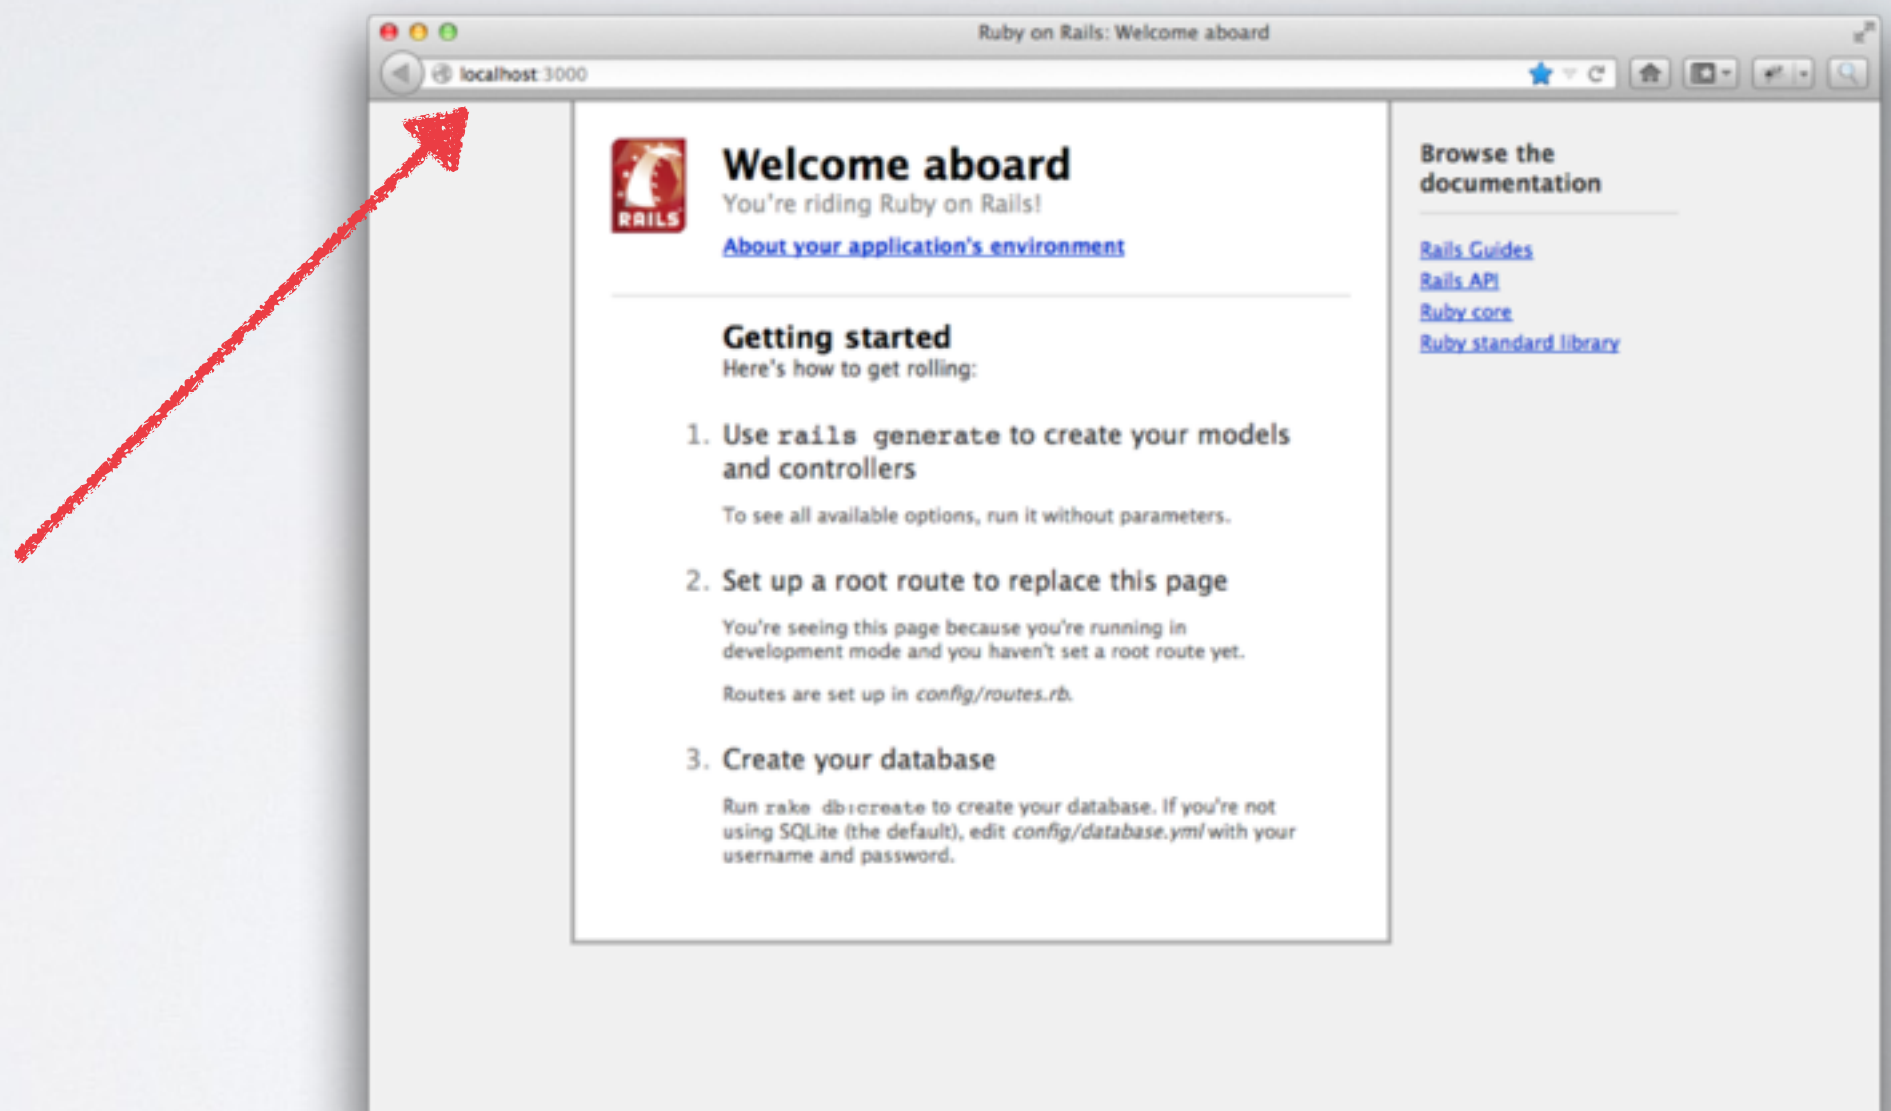 Ruby on Rails: Welcome aboard
localhost:3000
RAILS
Welcome aboard
You're riding Ruby on Rails!
About your application's environment
Getting started
Here's how to get rolling:
1. Use rails generate to create your models
and controllers
To see all available options, run it without parameters.
2. Set up a root route to replace this page
You're seeing this page because you're running in
development mode and you haven't set a root route yet.
Routes are set up in config/routes.rb.
3. Create your database
Run rake db:create to create your database. If you're not
using SQLite (the default), edit config/database.yml with your
username and password.
Browse the
documentation
Rails Guides
Rails API
Ruby core
Ruby standard library